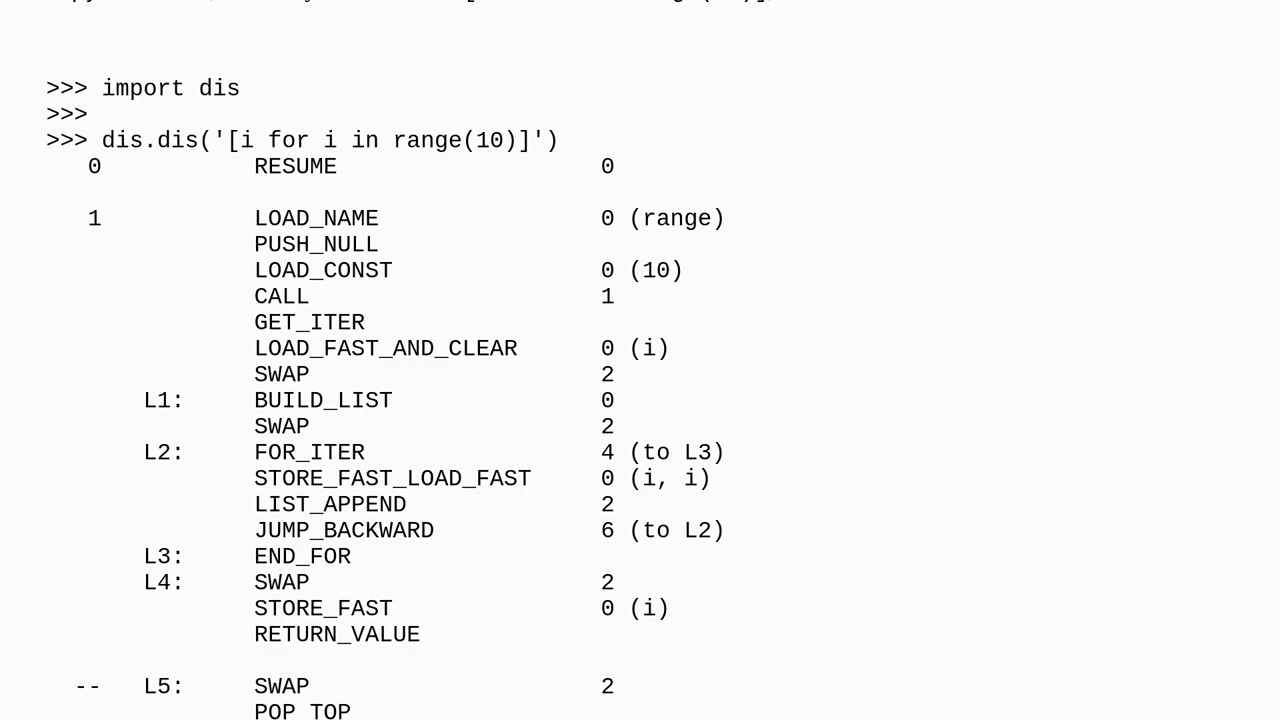 >>> import dis
>>>
>>> dis.dis('[i for i in range(10)]')
0 RESUME 0
1 LOAD_NAME 0 (range)
PUSH_NULL
LOAD_CONST 0 (10)
CALL 1
GET_ITER
LOAD_FAST_AND_CLEAR 0 (i)
SWAP 2
L1: BUILD_LIST 0
SWAP 2
L2: FOR_ITER 4 (to L3)
STORE_FAST_LOAD_FAST 0 (i, i)
LIST_APPEND 2
JUMP_BACKWARD 6 (to L2)
L3: END_FOR
L4: SWAP 2
STORE_FAST 0 (i)
RETURN_VALUE
-- L5: SWAP 2
POP_TOP